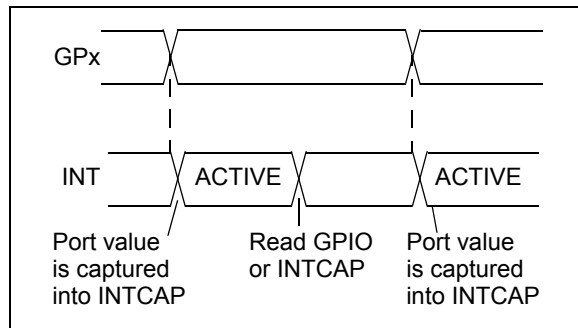 GPx
INT
ACTIVE
ACTIVE
Port value
is captured
into INTCAP
Read GPIO
or INTCAP
Port value
is captured
into INTCAP